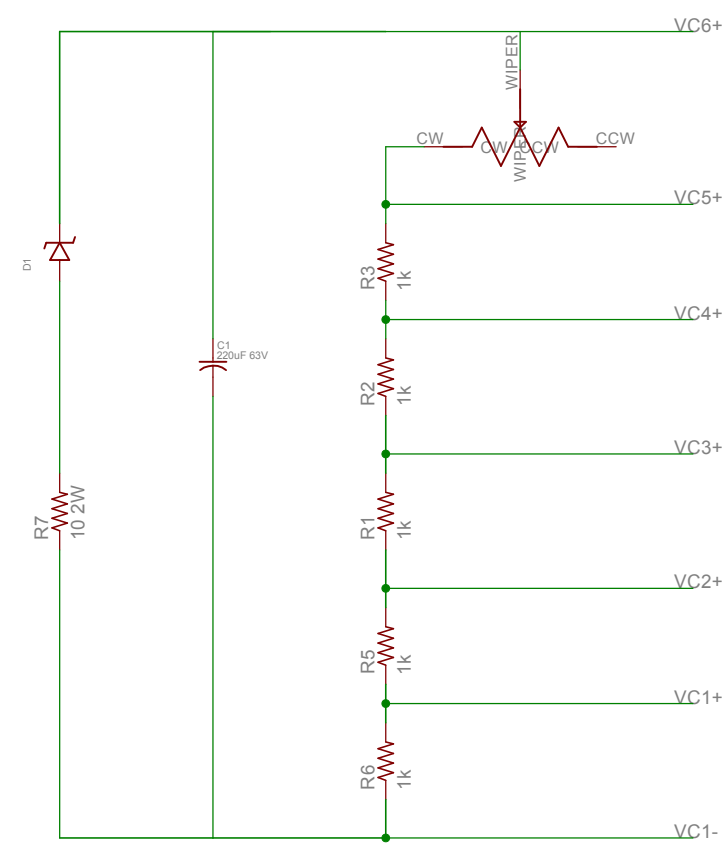 VC6+
WIPER
CW
CCW
CW
CCW
WIPER
VC5+
D1
R3
1k
VC4+
C1
220uF 63V
R2
1k
VC3+
R7
10 2W
R1
1k
VC2+
R5
1k
VC1+
R6
1k
VC1-